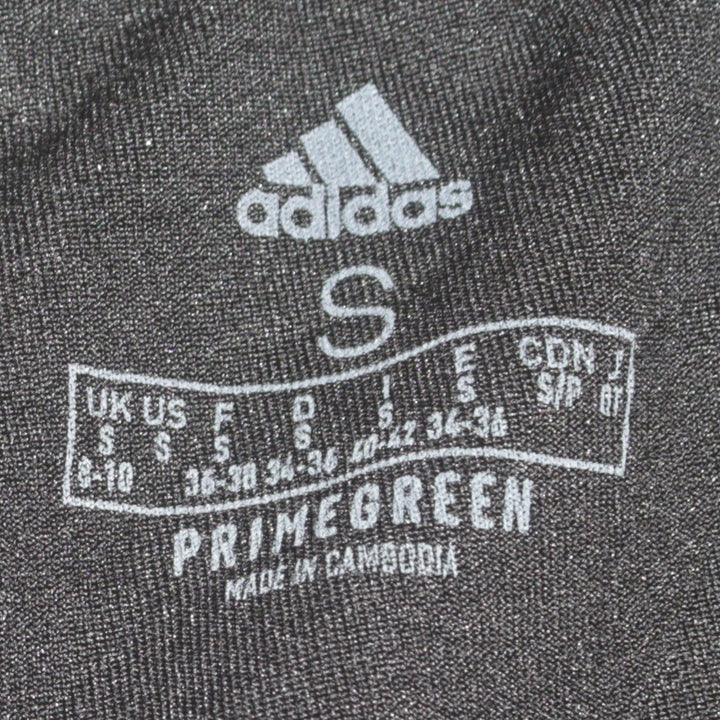 adidas
S
UK US F D I E CDN J
S S S S S S S/P OT
8-10 36-38 34-36 40-42 34-36
PRIMEGREEN
MADE IN CAMBODIA